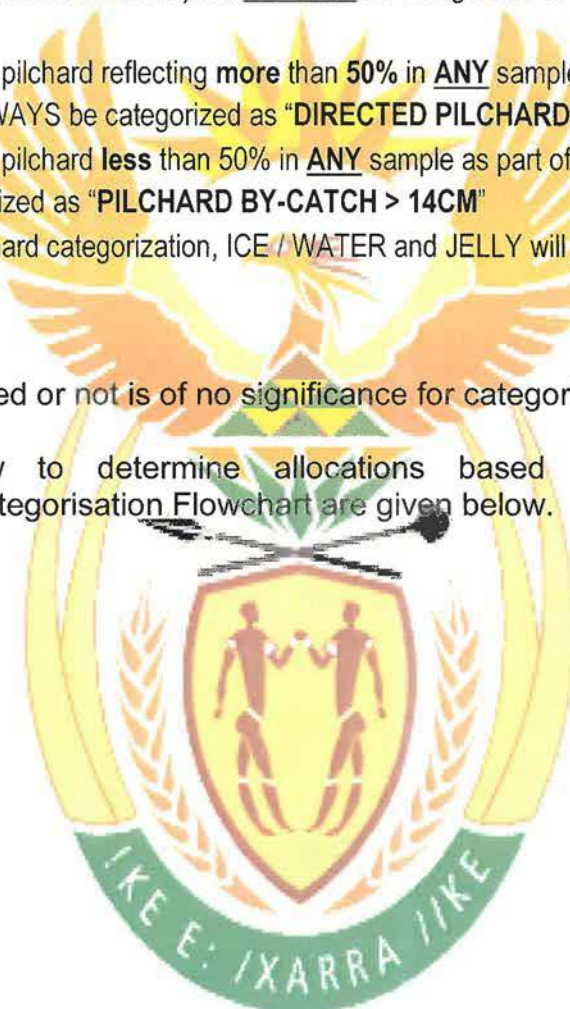 pilchard reflecting more than 50% in ANY sample
WAYS be categorized as "DIRECTED PILCHARD
pilchard less than 50% in ANY sample as part of
ized as "PILCHARD BY-CATCH > 14CM"
hard categorization, ICE / WATER and JELLY will
ed or not is of no significance for categor
to determine allocations based
tegorisation Flowchart are given below.
!KE E: /XARRA //KE